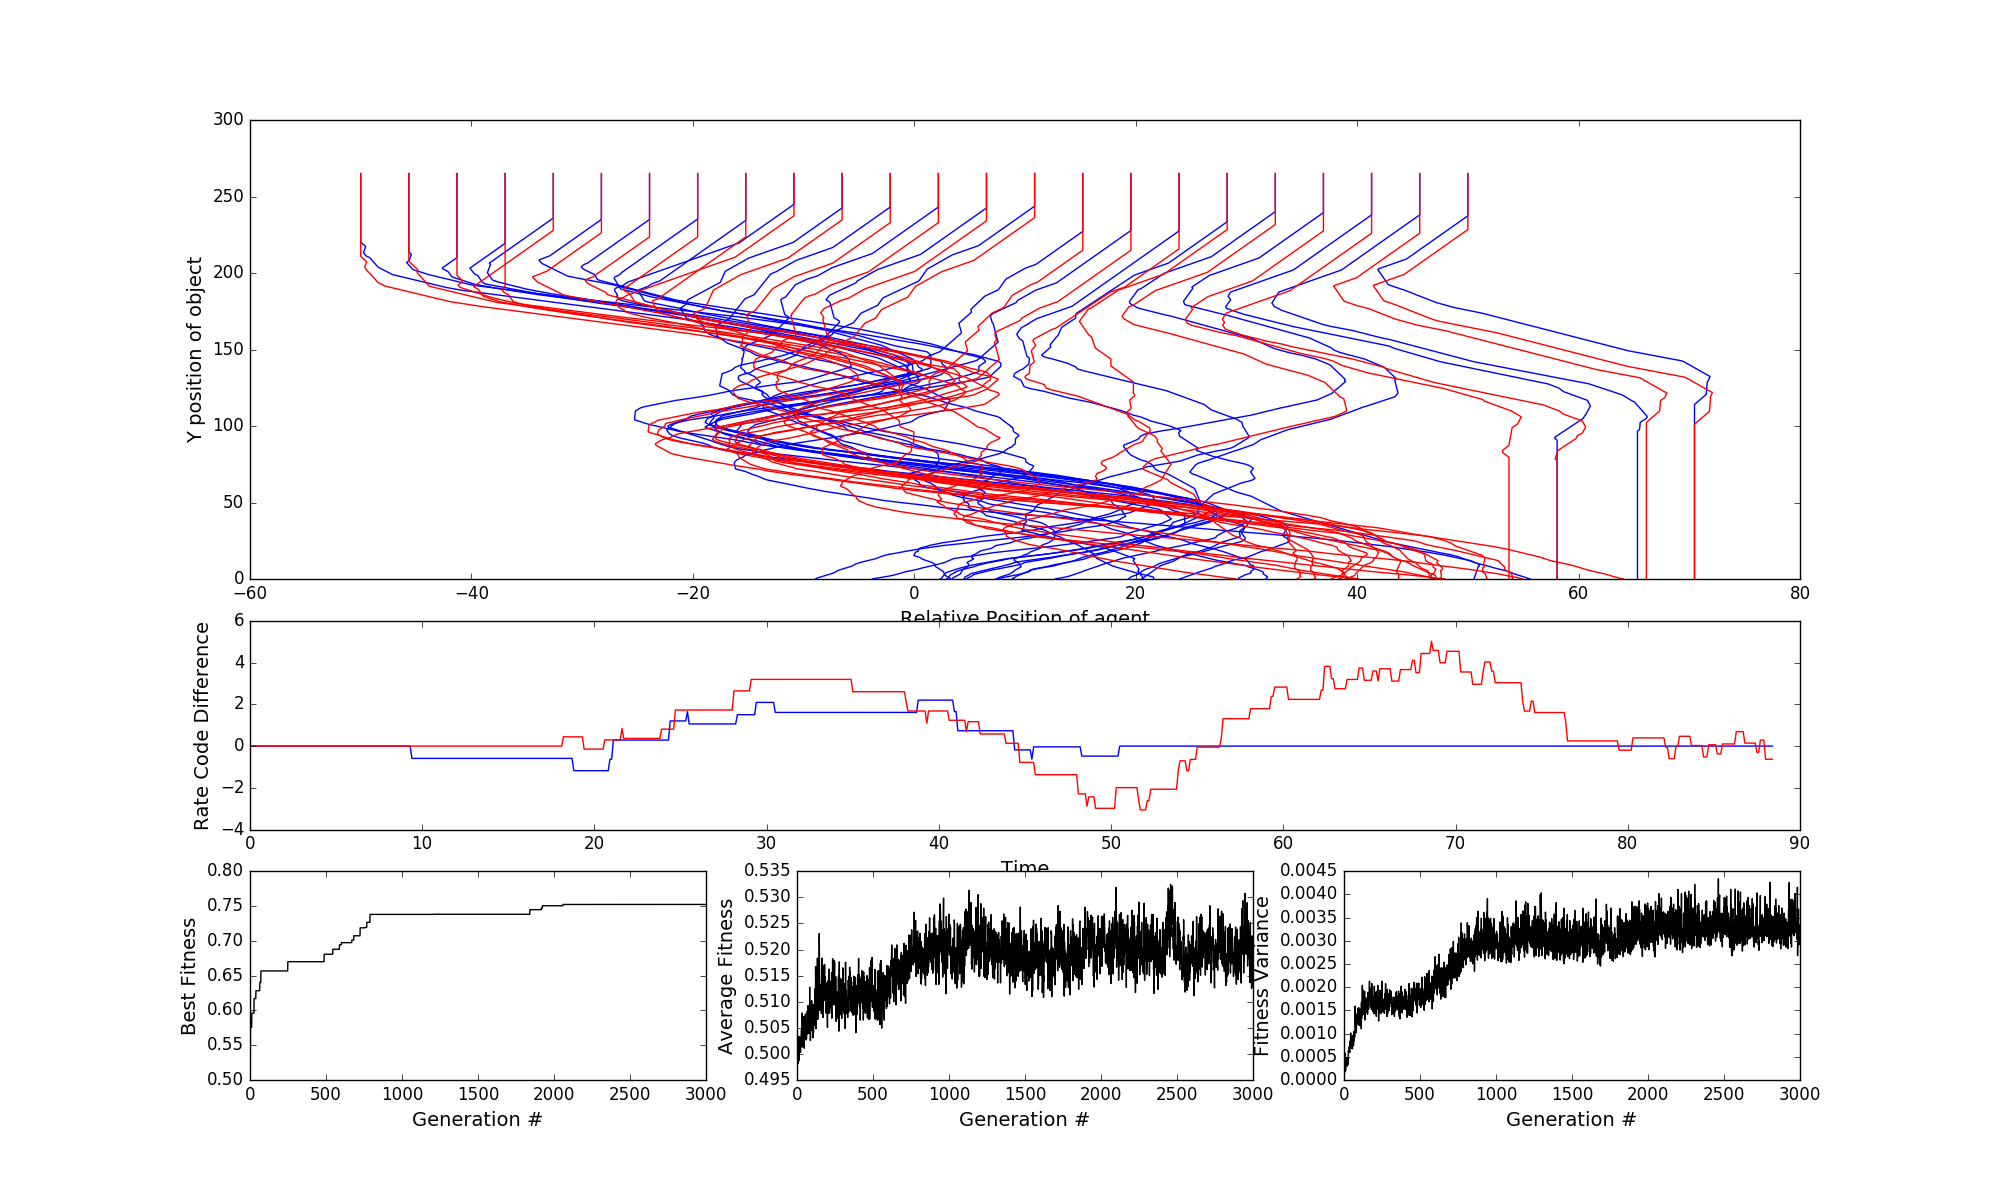 300
250
200
150
100
50
0
Y position of object
−60 −40 −20 0 20 40 60 80
Relative Position of agent
6
4
2
0
−2
−4
Rate Code Difference
0 10 20 30 40 50 60 70 80 90
Time
0.80
0.75
0.70
0.65
0.60
0.55
0.50
Best Fitness
0 500 1000 1500 2000 2500 3000
Generation #
0.535
0.530
0.525
0.520
0.515
0.510
0.505
0.500
0.495
Average Fitness
0 500 1000 1500 2000 2500 3000
Generation #
0.0045
0.0040
0.0035
0.0030
0.0025
0.0020
0.0015
0.0010
0.0005
0.0000
Fitness Variance
0 500 1000 1500 2000 2500 3000
Generation #